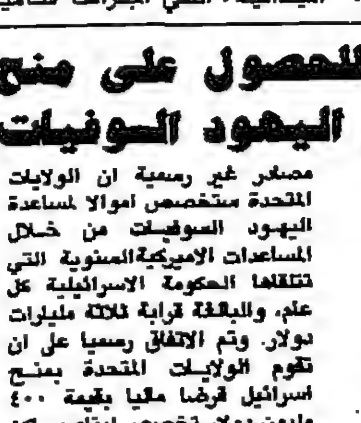 للحصول على منح
اليهود السوفيات
مصادر غير رسمية ان الولايات
المتحدة ستخصص اموالا لمساعدة
اليهود السوفيات من خلال
المساعدات الاميركية السنوية التي
تتلقاها الحكومة الاسرائيلية كل
عام، والبالغة قرابة ثلاثة مليارات
دولار. وتم الاتفاق رسميا على ان
تقوم الولايات المتحدة بمنح
اسرائيل قرضا ماليا بقيمة ٤٠٠
مليون دولار